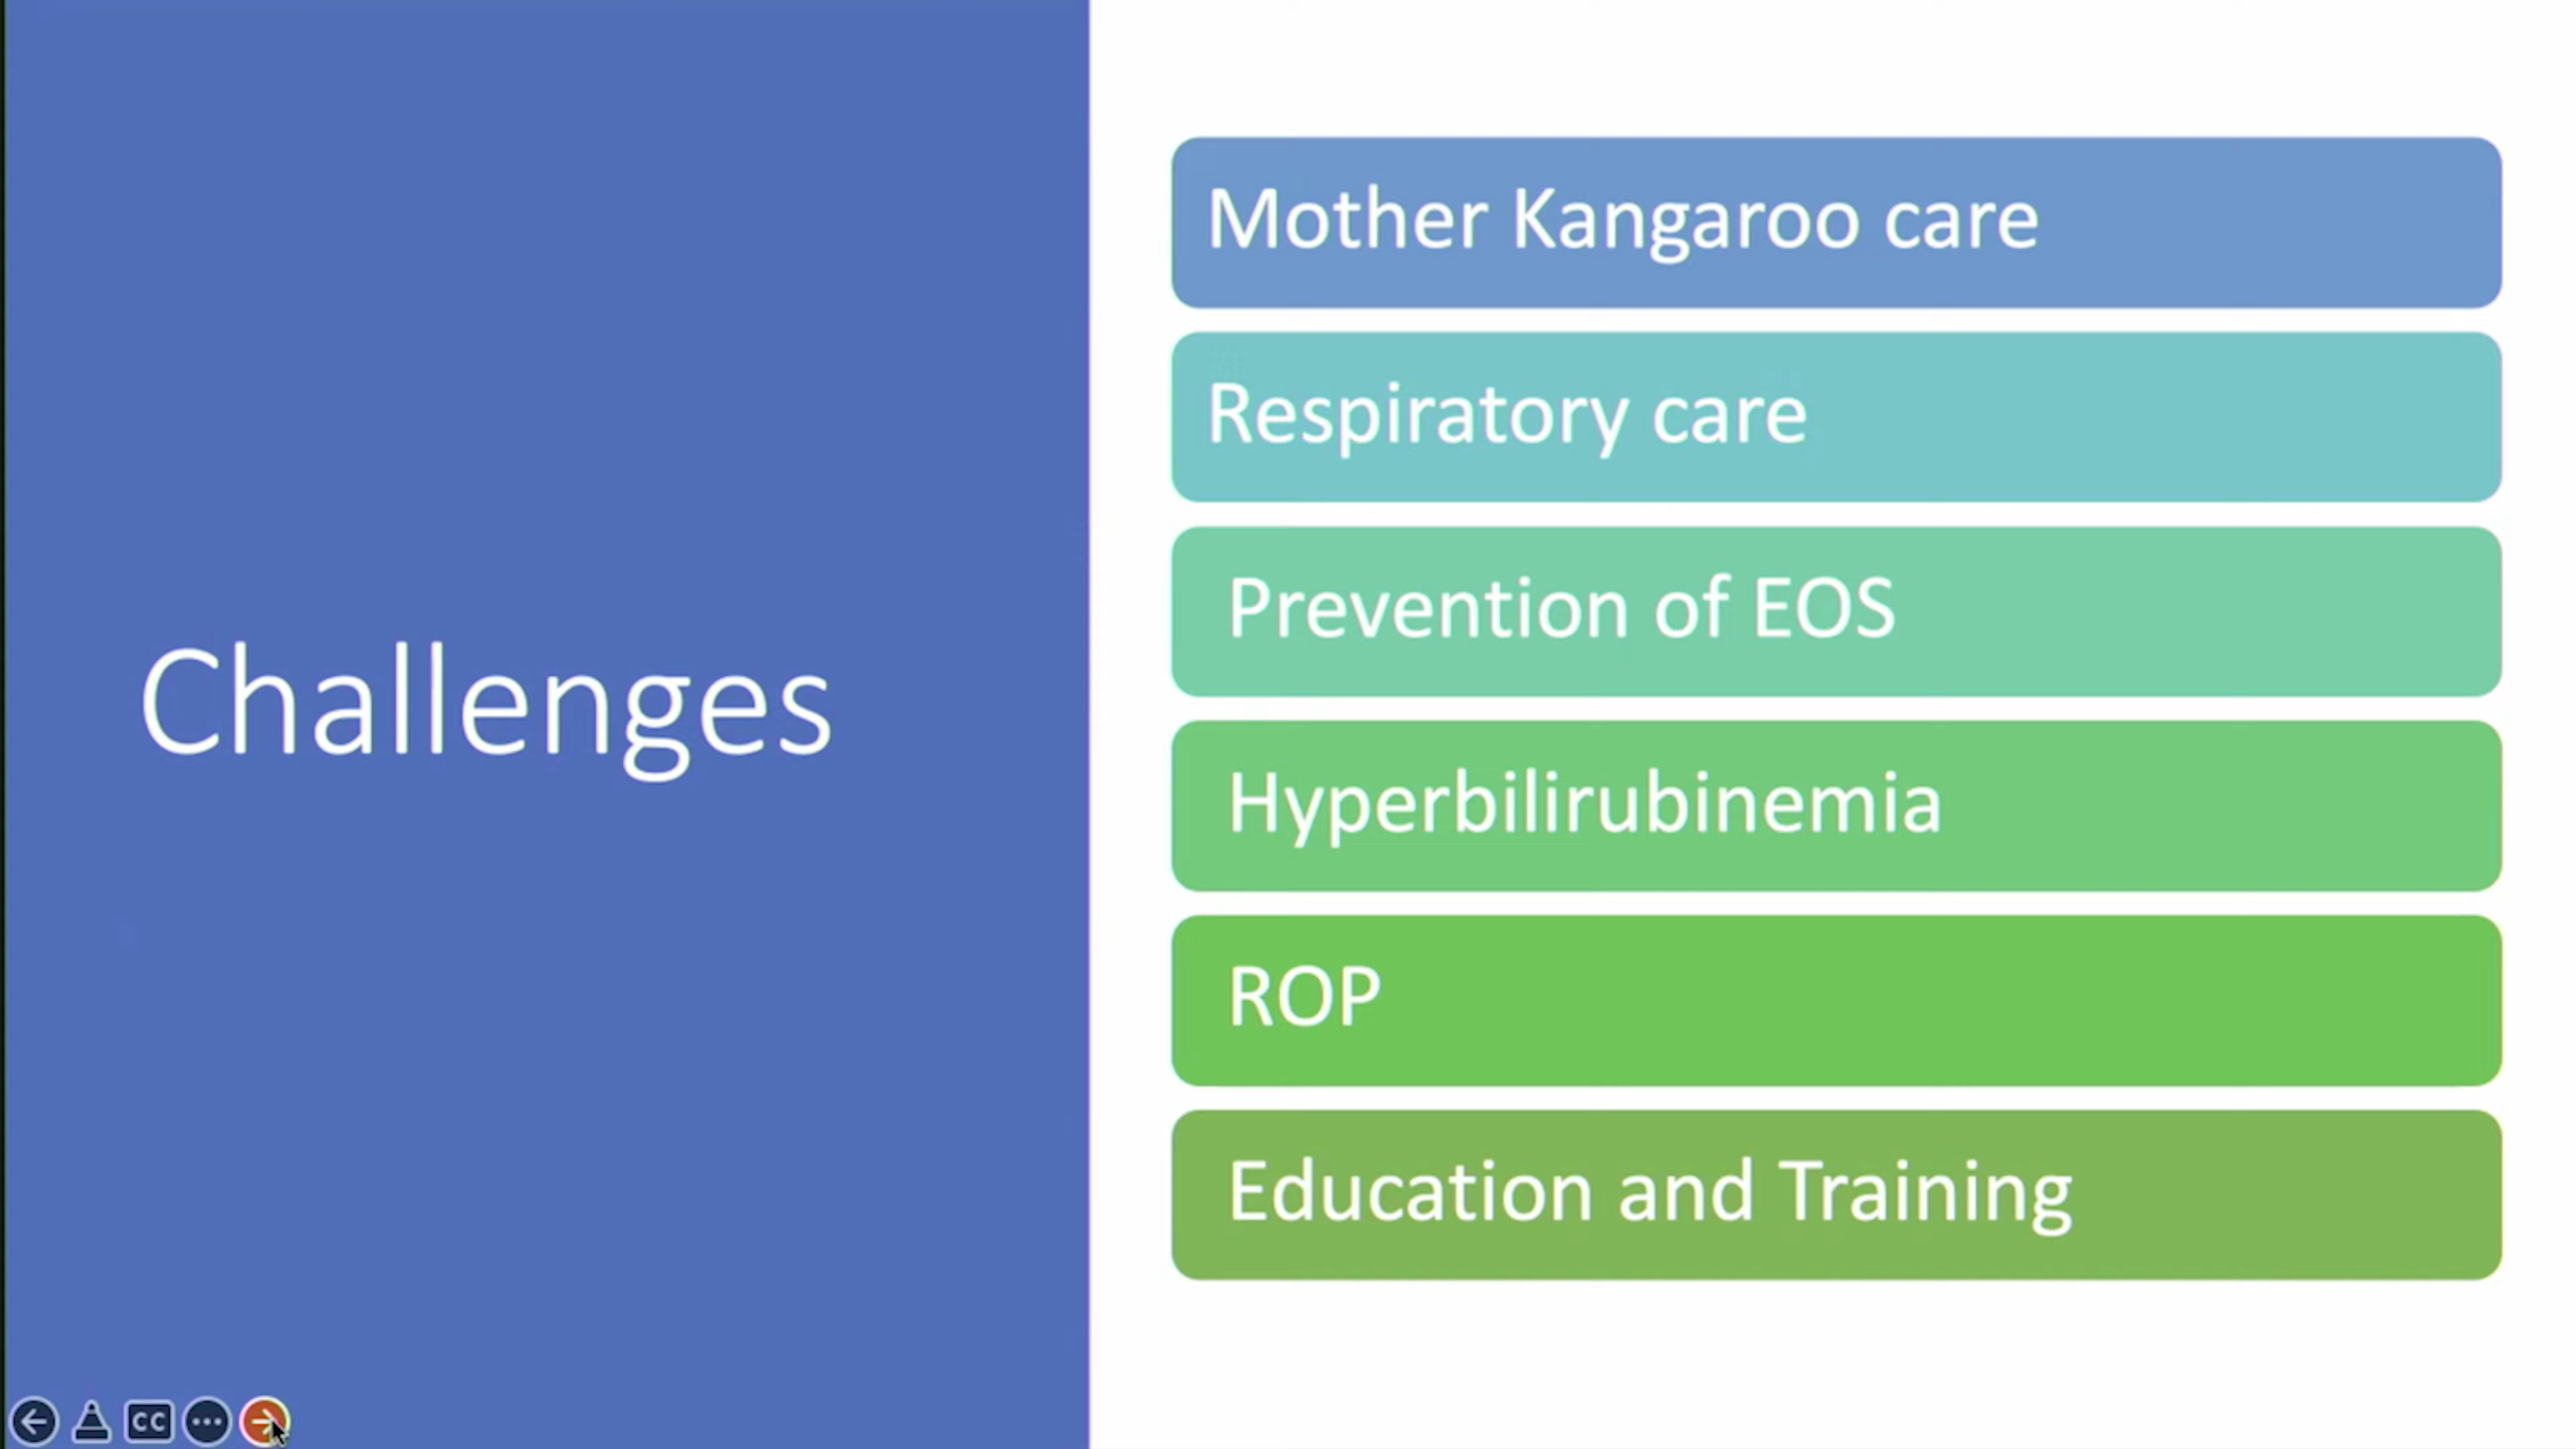 Challenges
Mother Kangaroo care
Respiratory care
Prevention of EOS
Hyperbilirubinemia
ROP
Education and Training
CC